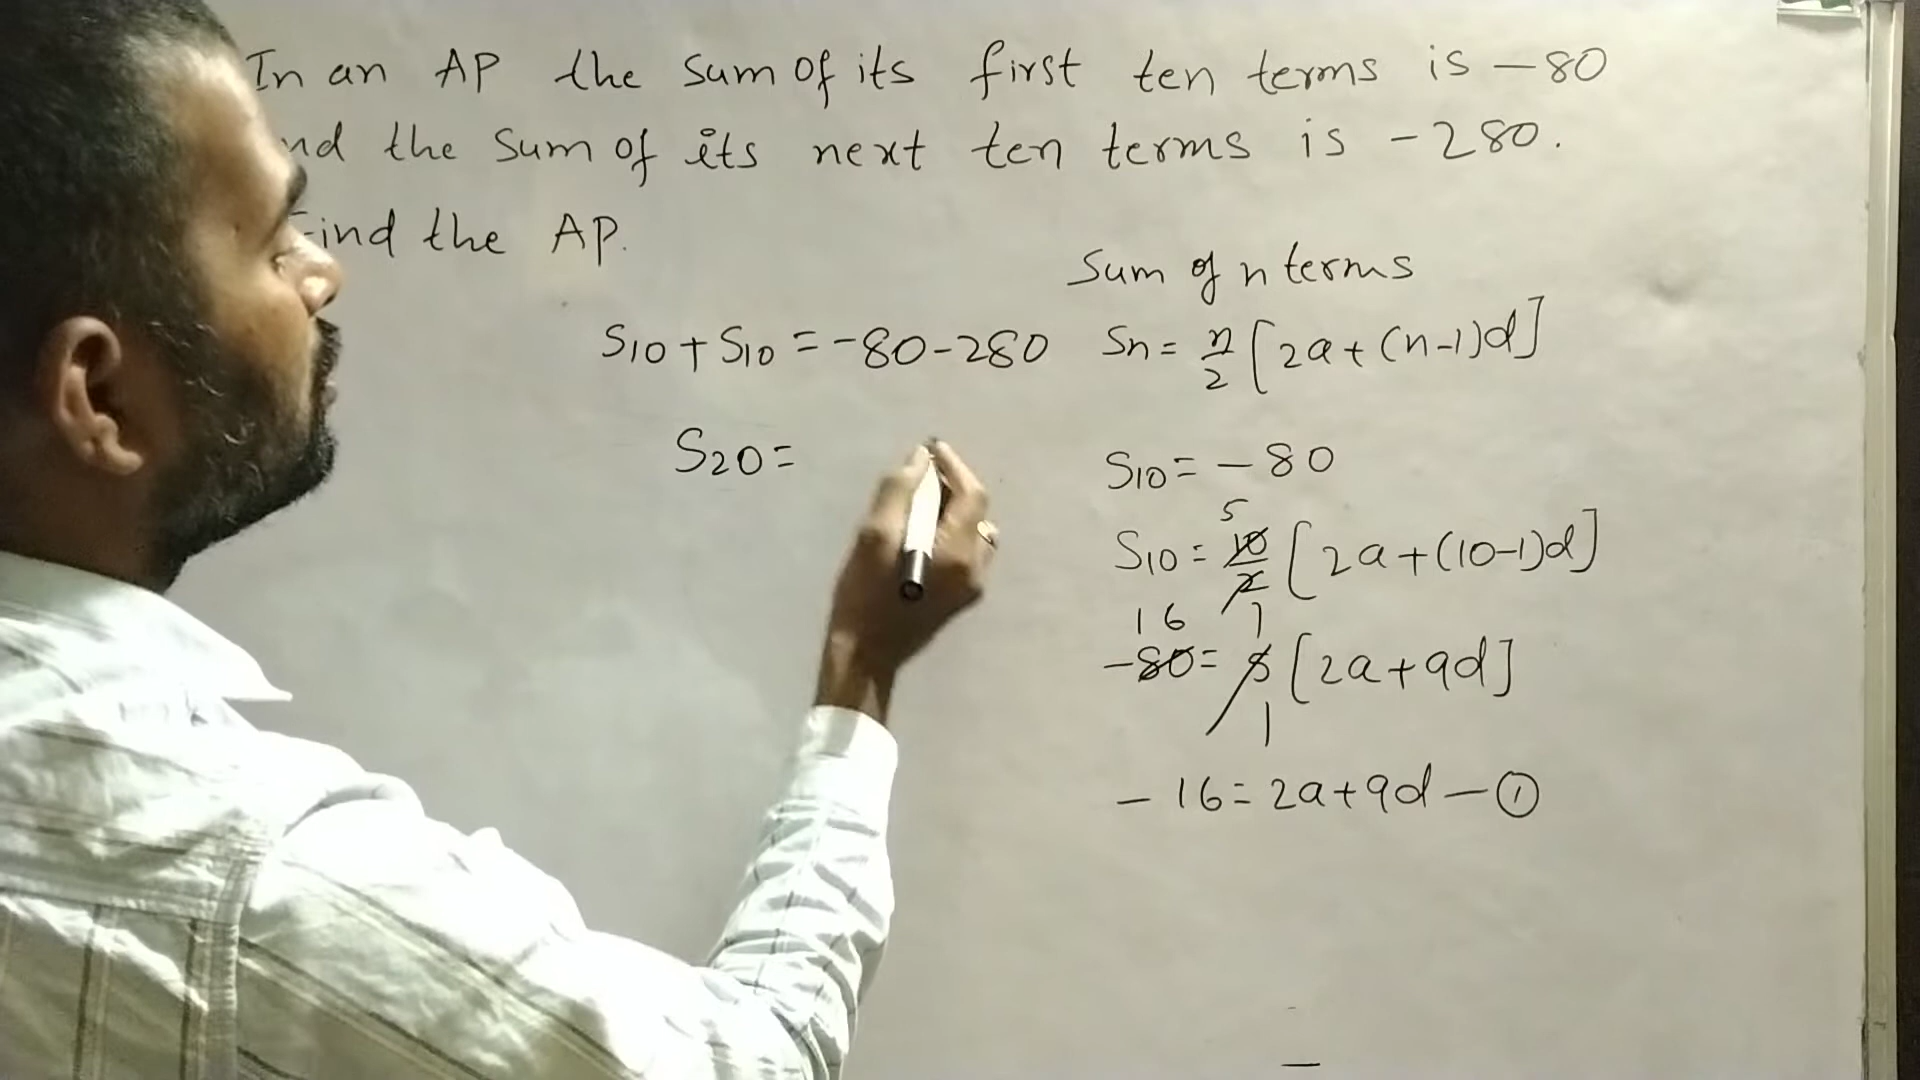 In an AP the sum of its first ten terms is -80
nd the sum of its next ten terms is -280.
ind the AP.
Sum of n terms
S10 + S10 = -80-280
Sn = n/2 [2a + (n-1)d]
S20 =
S10 = -80
5
S10 = 10/2 [2a + (10-1)d]
16 1
-80 = 5 [2a + 9d]
1
-16 = 2a + 9d — ①